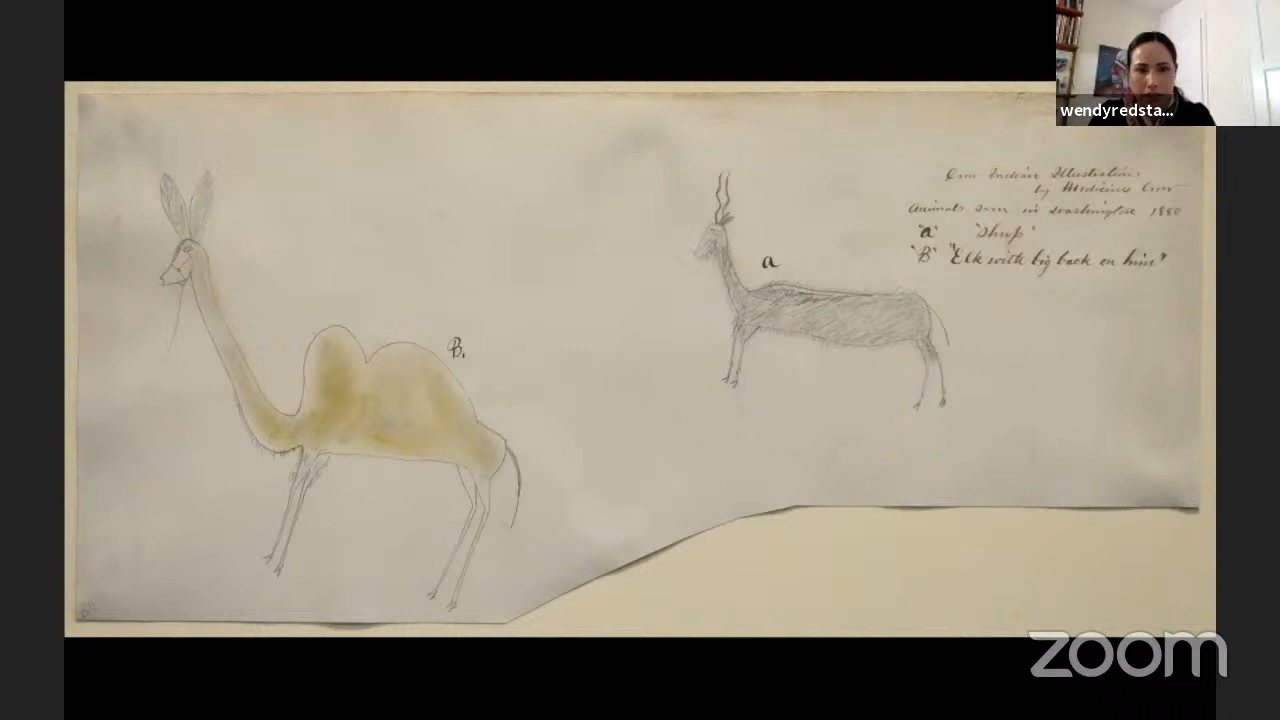 wendyredsta...
Crow Indian Illustrations
by Medicine Crow
Animals seen in Washington 1880
"a" "Sheep"
"B" "Elk with big back on him"
a
B.
zoom